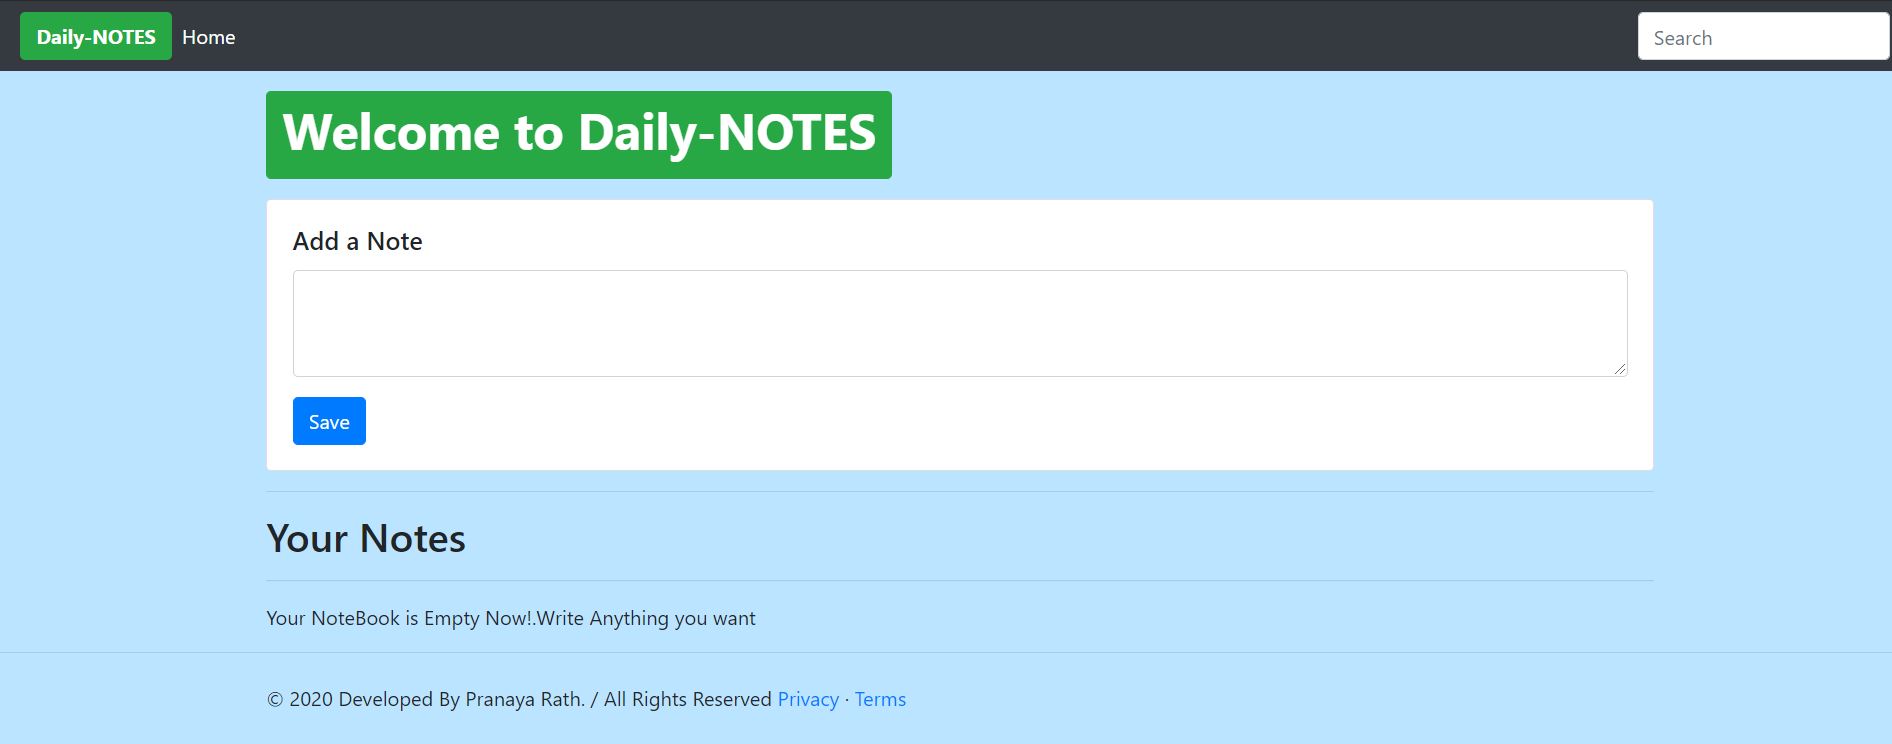 Daily-NOTES Home Search
Welcome to Daily-NOTES
Add a Note
Save
Your Notes
Your NoteBook is Empty Now!.Write Anything you want
© 2020 Developed By Pranaya Rath. / All Rights Reserved Privacy · Terms